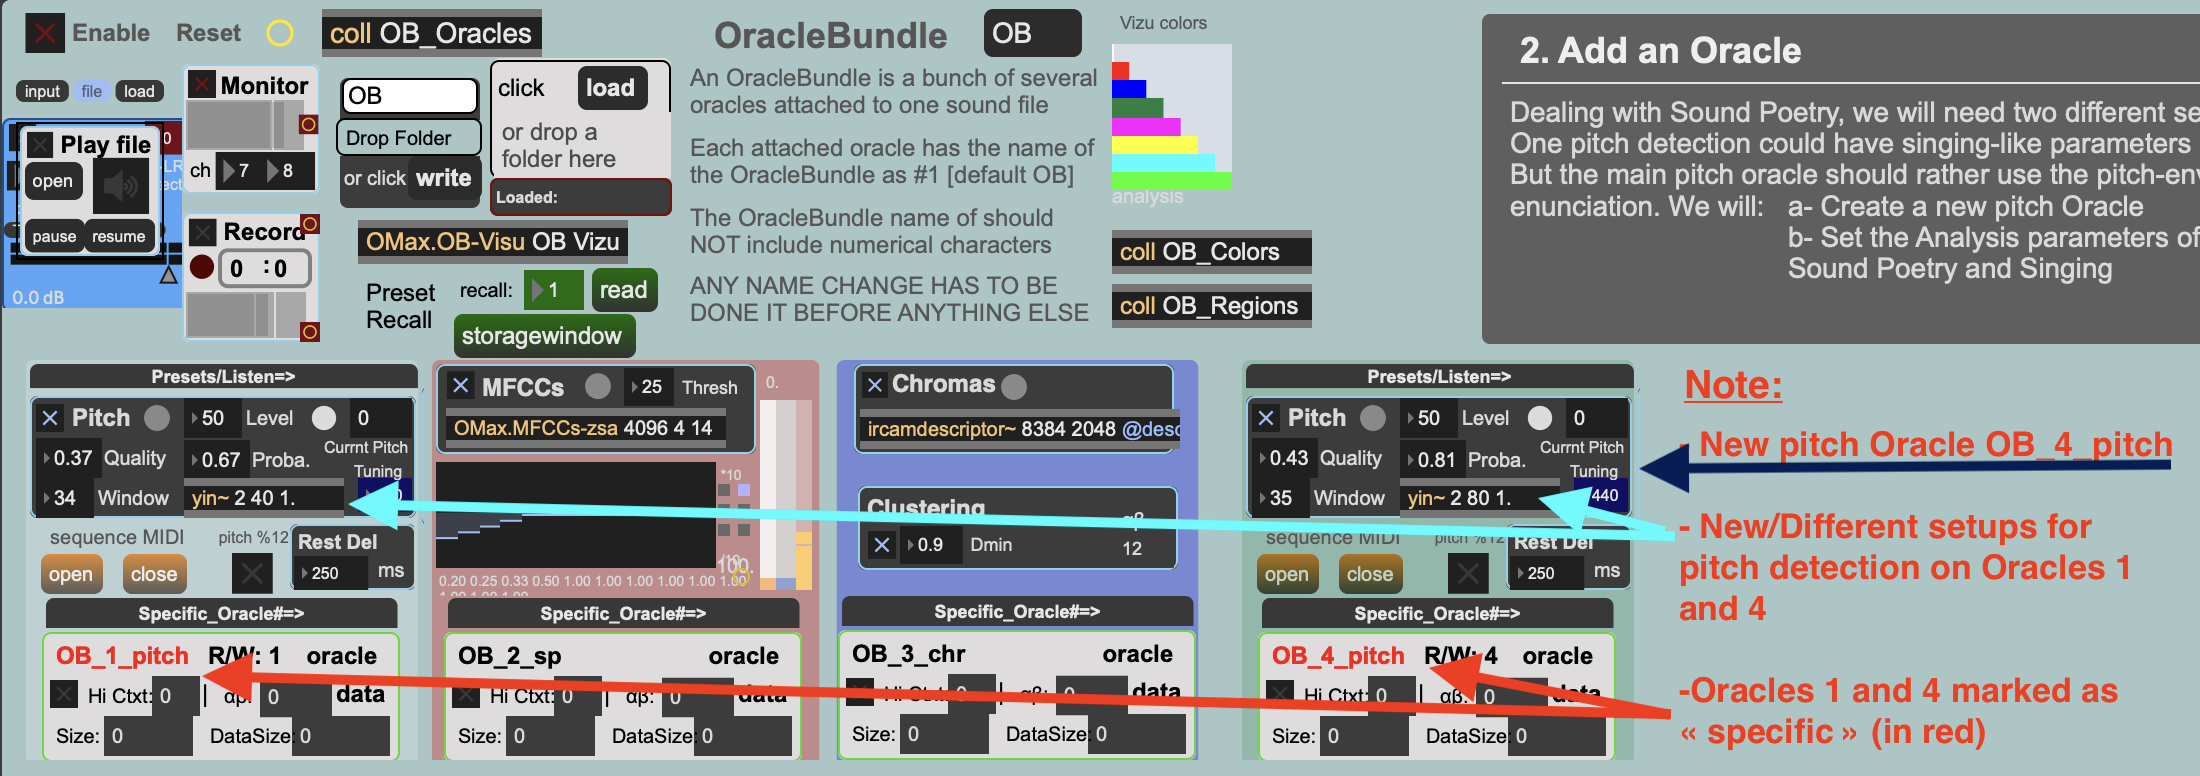 Enable Reset
coll OB_Oracles
input file load
Monitor
ch 7 8
Play file
open
pause resume
0.0 dB
Record
0 :0
OB
Drop Folder
or click write
click load
or drop a
folder here
Loaded:
OMax.OB-Visu OB Vizu
Preset
Recall
recall: 1 read
storagewindow
OracleBundle OB
An OracleBundle is a bunch of several
oracles attached to one sound file
Each attached oracle has the name of
the OracleBundle as #1 [default OB]
The OracleBundle name of should
NOT include numerical characters
ANY NAME CHANGE HAS TO BE
DONE IT BEFORE ANYTHING ELSE
Vizu colors
analysis
coll OB_Colors
coll OB_Regions
2. Add an Oracle
Dealing with Sound Poetry, we will need two different se
One pitch detection could have singing-like parameters
But the main pitch oracle should rather use the pitch-env
enunciation. We will: a- Create a new pitch Oracle
b- Set the Analysis parameters of
Sound Poetry and Singing
Presets/Listen=>
Pitch 50 Level 0
0.37 Quality 0.67 Proba. Currnt Pitch
Tuning
34 Window yin~ 2 40 1.
sequence MIDI pitch %12
open close
Rest Del
250 ms
Specific_Oracle#=>
OB_1_pitch R/W: 1 oracle
Hi Ctxt: 0 | αβ: 0 data
Size: 0 DataSize: 0
MFCCs 25 Thresh
OMax.MFCCs-zsa 4096 4 14
0.
*10
0.20 0.25 0.33 0.50 1.00 1.00 1.00 1.00 1.00 1.00
Specific_Oracle#=>
OB_2_sp oracle
Hi Ctxt: 0 | αβ: 0 data
Size: 0 DataSize: 0
Chromas
ircamdescriptor~ 8384 2048 @desc
Clustering
0.9 Dmin 12
Specific_Oracle#=>
OB_3_chr oracle
Hi Ctxt: 0 | αβ: 0 data
Size: 0 DataSize: 0
Presets/Listen=>
Pitch 50 Level 0
0.43 Quality 0.81 Proba. Currnt Pitch
Tuning
35 Window yin~ 2 80 1. 440
sequence MIDI pitch %12
open close
Rest Del
250 ms
Specific_Oracle#=>
OB_4_pitch R/W: 4 oracle
Hi Ctxt: 0 | αβ: 0 data
Size: 0 DataSize: 0
Note:
- New pitch Oracle OB_4_pitch
- New/Different setups for
pitch detection on Oracles 1
and 4
-Oracles 1 and 4 marked as
« specific » (in red)